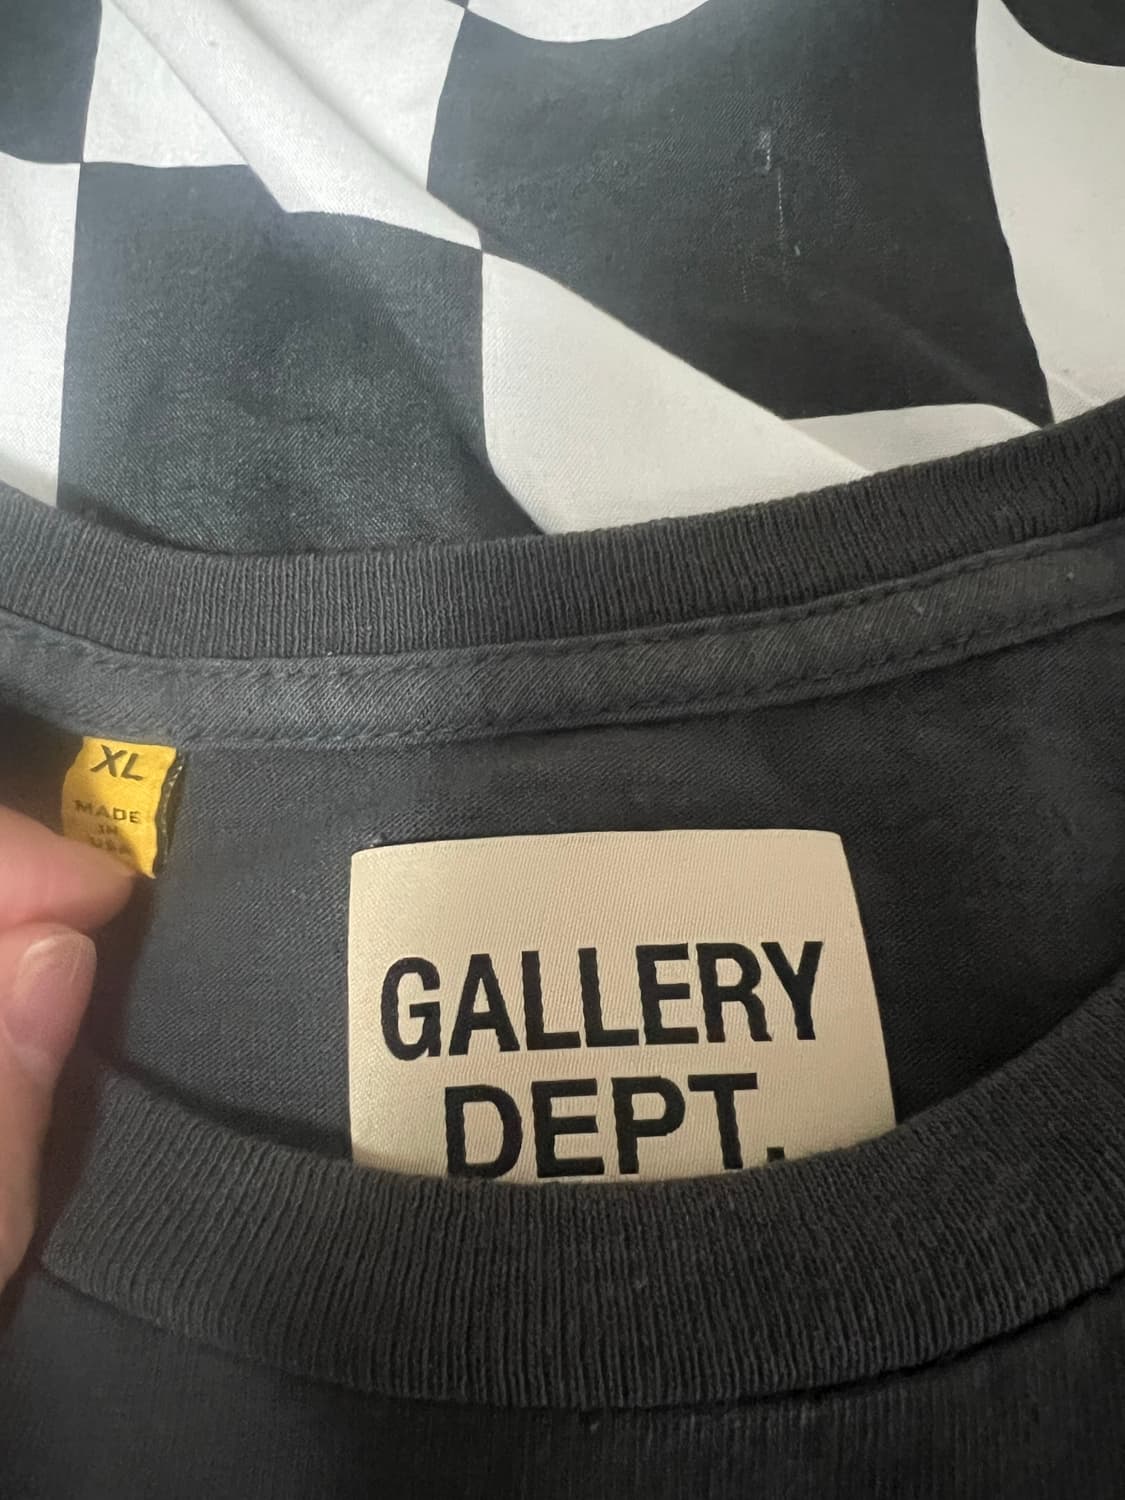 XL
MADE
IN
USA
GALLERY
DEPT.